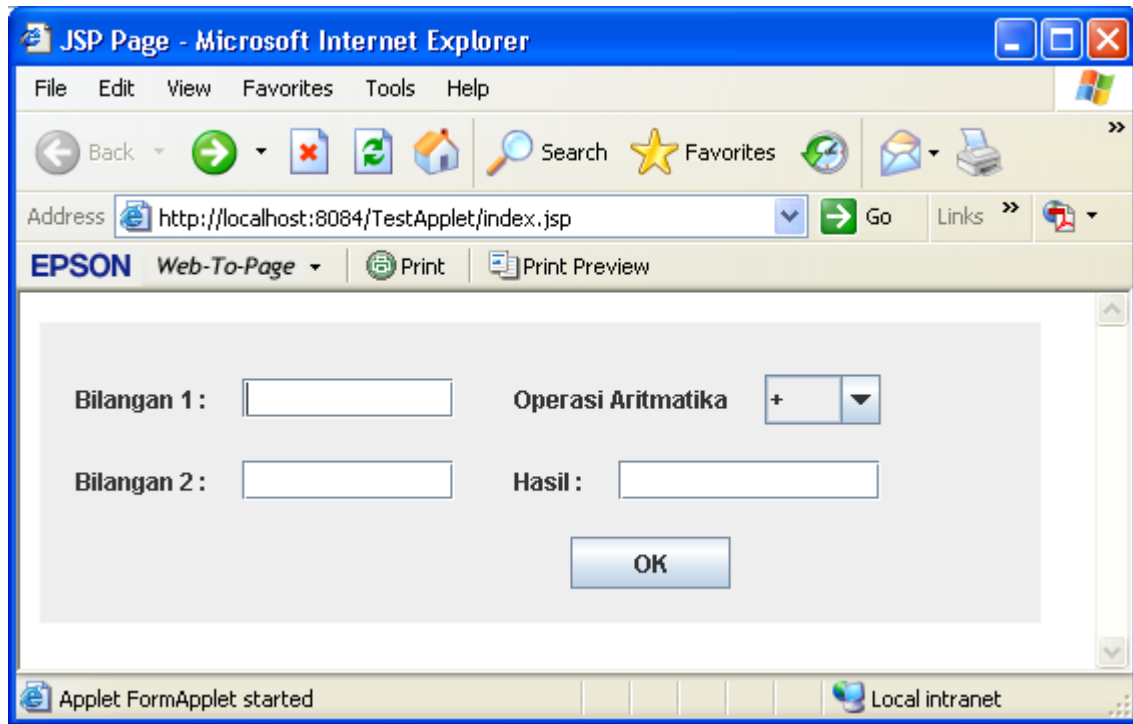 JSP Page - Microsoft Internet Explorer
File Edit View Favorites Tools Help
Back Search Favorites
Address http://localhost:8084/TestApplet/index.jsp Go Links
EPSON Web-To-Page Print Print Preview
Bilangan 1 : Operasi Aritmatika +
Bilangan 2 : Hasil :
OK
Applet FormApplet started Local intranet